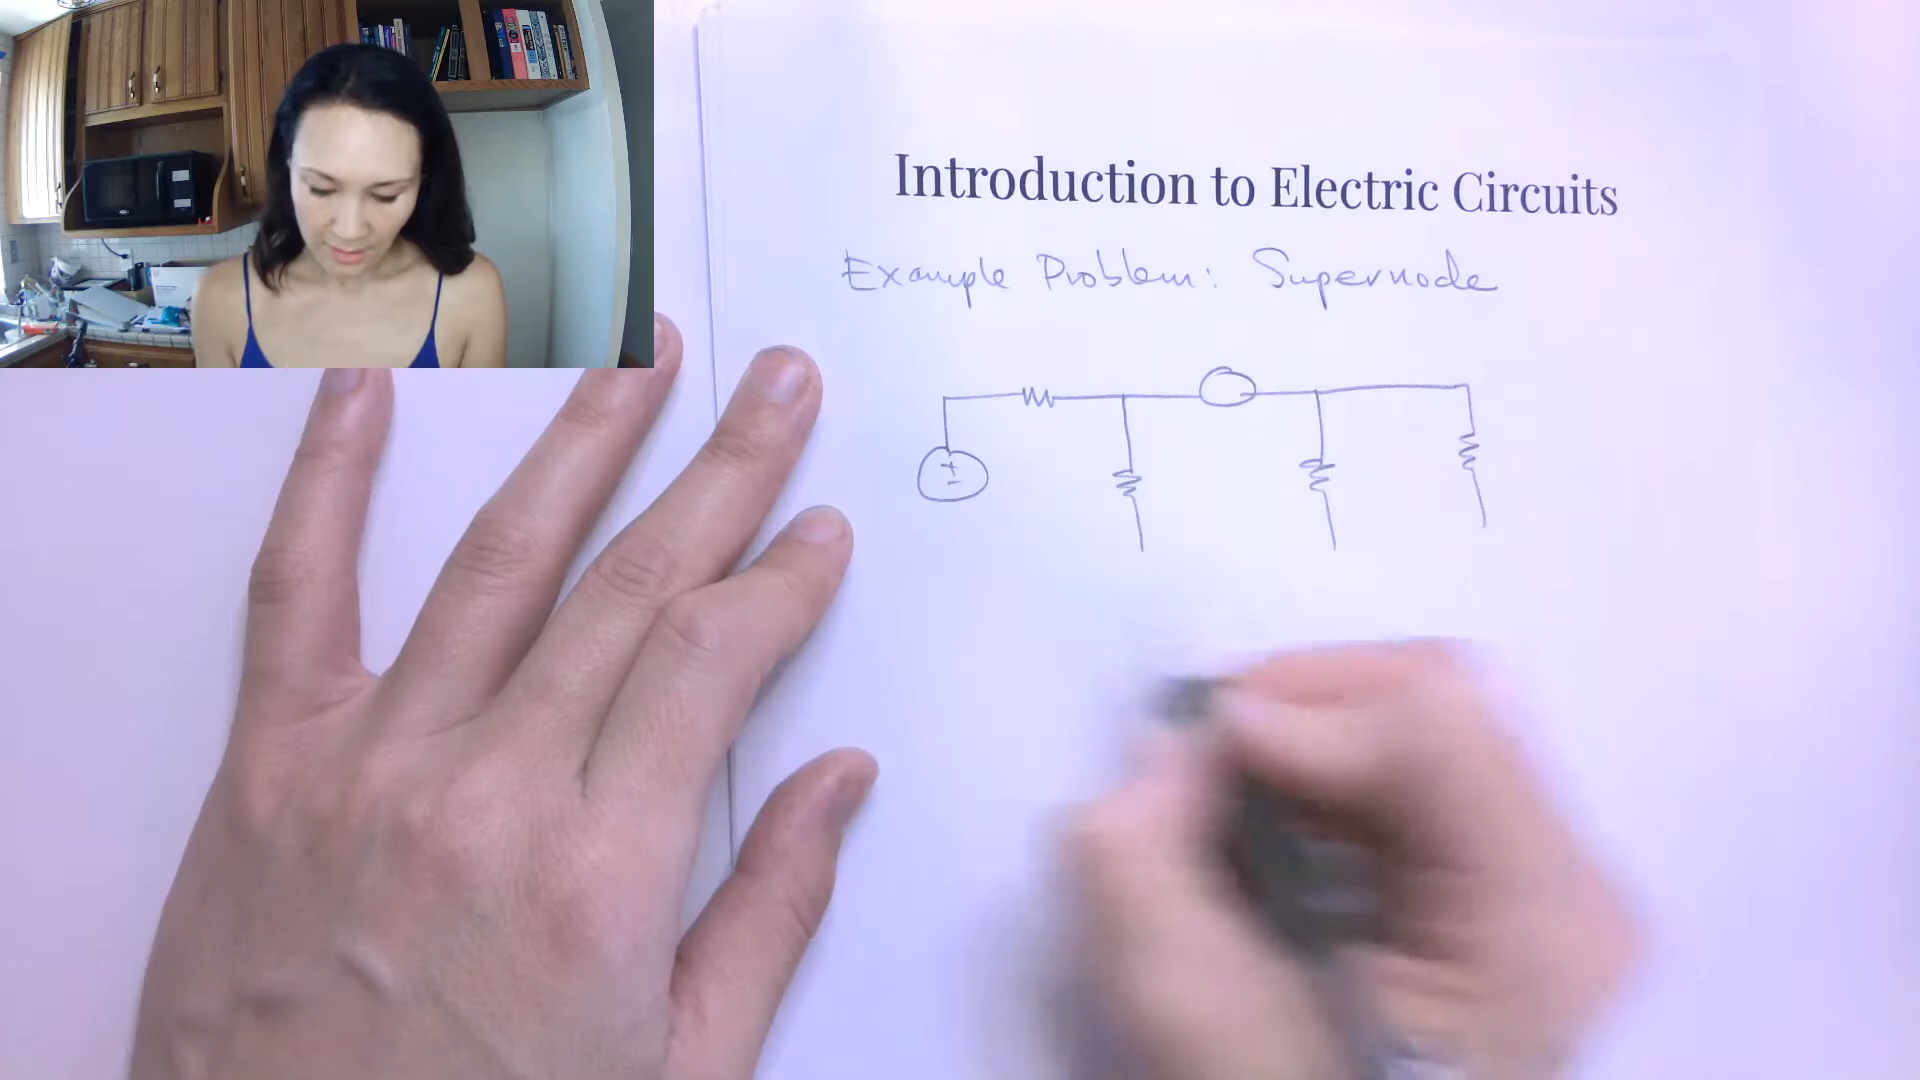 Introduction to Electric Circuits
Example Problem: Supernode
+
-